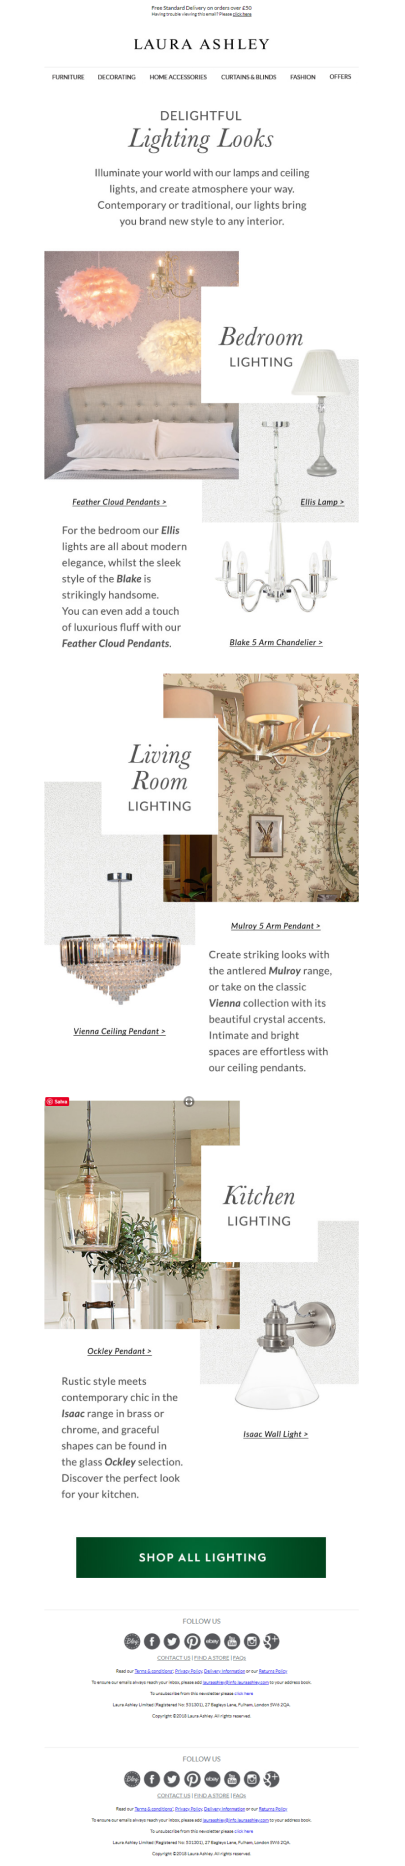 Free Standard Delivery on orders over £50
Having trouble viewing this email? Please click here
LAURA ASHLEY
FURNITURE DECORATING HOME ACCESSORIES CURTAINS & BLINDS FASHION OFFERS
DELIGHTFUL
Lighting Looks
Illuminate your world with our lamps and ceiling
lights, and create atmosphere your way.
Contemporary or traditional, our lights bring
you brand new style to any interior.
Bedroom
LIGHTING
Feather Cloud Pendants >
Ellis Lamp >
For the bedroom our Ellis
lights are all about modern
elegance, whilst the sleek
style of the Blake is
strikingly handsome.
You can even add a touch
of luxurious fluff with our
Feather Cloud Pendants.
Blake 5 Arm Chandelier >
Living
Room
LIGHTING
Mulroy 5 Arm Pendant >
Create striking looks with
the antlered Mulroy range,
or take on the classic
Vienna collection with its
beautiful crystal accents.
Intimate and bright
spaces are effortless with
our ceiling pendants.
Vienna Ceiling Pendant >
Salva
Kitchen
LIGHTING
Ockley Pendant >
Rustic style meets
contemporary chic in the
Isaac range in brass or
chrome, and graceful
shapes can be found in
the glass Ockley selection.
Discover the perfect look
for your kitchen.
Isaac Wall Light >
SHOP ALL LIGHTING
FOLLOW US
Blog f ebay You Tube g+
CONTACT US | FIND A STORE | FAQs
Read our Terms & conditions, Privacy Policy, Delivery Information or our Returns Policy
To ensure our emails always reach your inbox, please add lauraashley@info.lauraashley.com to your address book.
To unsubscribe from this newsletter please click here
Laura Ashley Limited (Registered No: 531301), 27 Bagleys Lane, Fulham, London SW6 2QA.
Copyright ©2018 Laura Ashley. All rights reserved.
FOLLOW US
Blog f ebay You Tube g+
CONTACT US | FIND A STORE | FAQs
Read our Terms & conditions, Privacy Policy, Delivery Information or our Returns Policy
To ensure our emails always reach your inbox, please add lauraashley@info.lauraashley.com to your address book.
To unsubscribe from this newsletter please click here
Laura Ashley Limited (Registered No: 531301), 27 Bagleys Lane, Fulham, London SW6 2QA.
Copyright ©2018 Laura Ashley. All rights reserved.